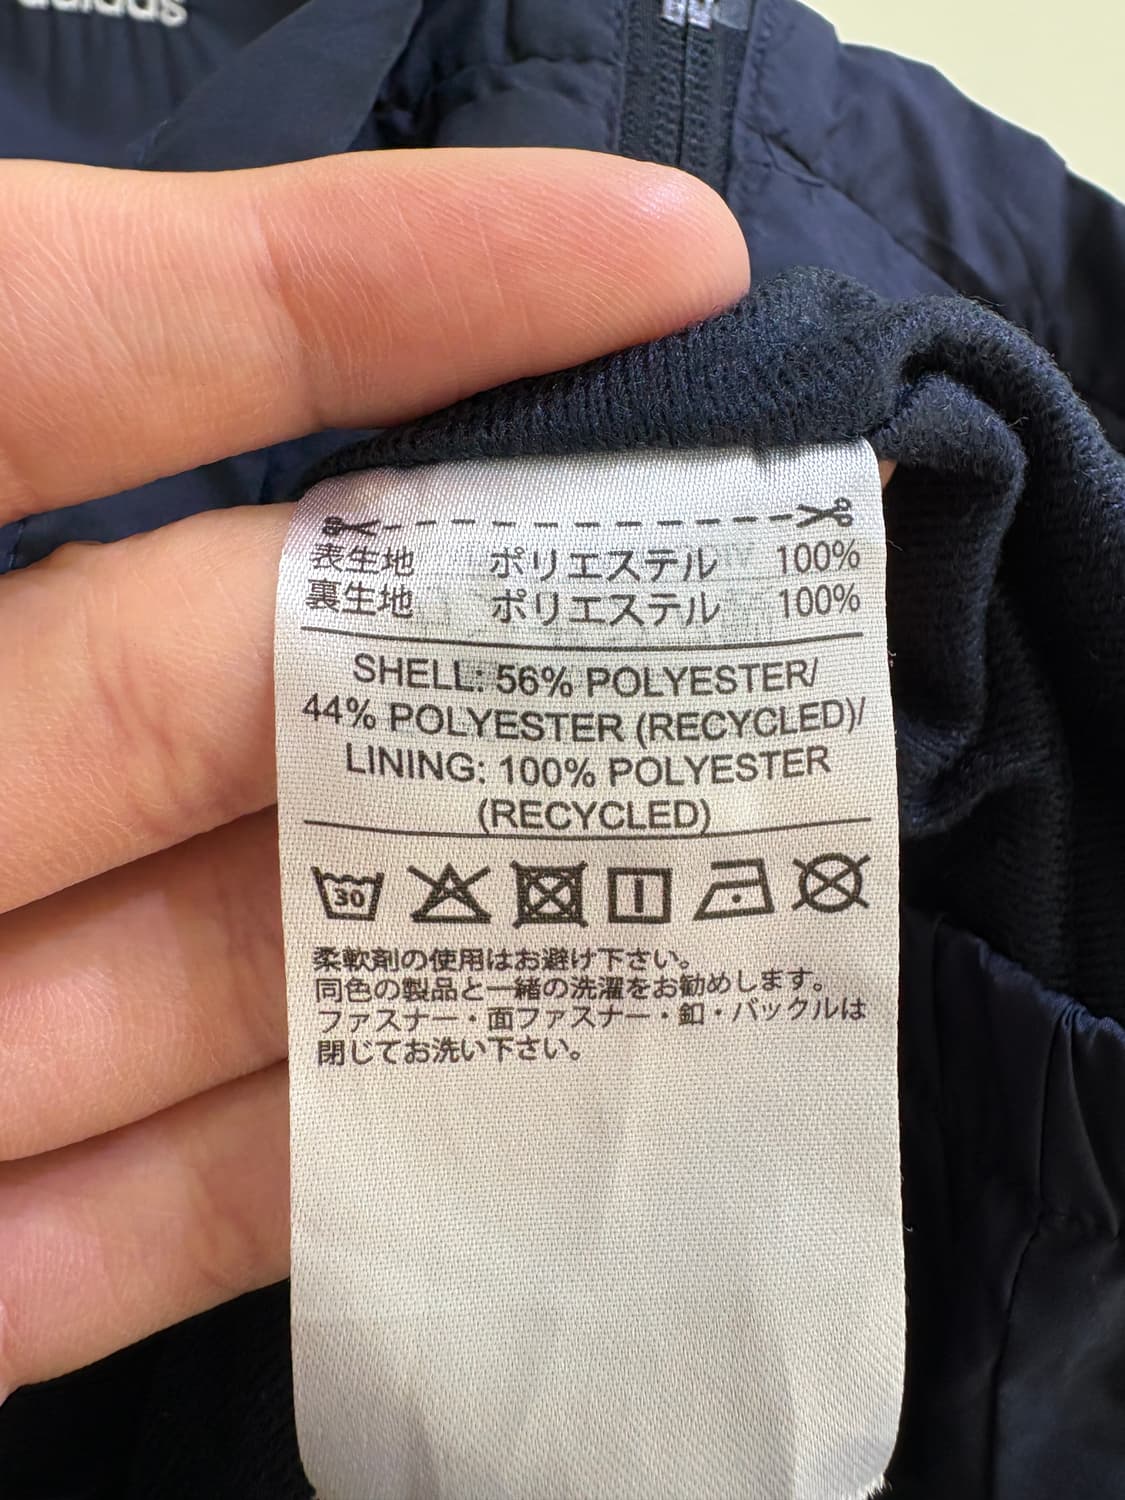 adidas
表生地 ポリエステル 100%
裏生地 ポリエステル 100%
SHELL: 56% POLYESTER/
44% POLYESTER (RECYCLED)/
LINING: 100% POLYESTER
(RECYCLED)
30
柔軟剤の使用はお避け下さい。
同色の製品と一緒の洗濯をお勧めします。
ファスナー・面ファスナー・釦・バックルは
閉じてお洗い下さい。